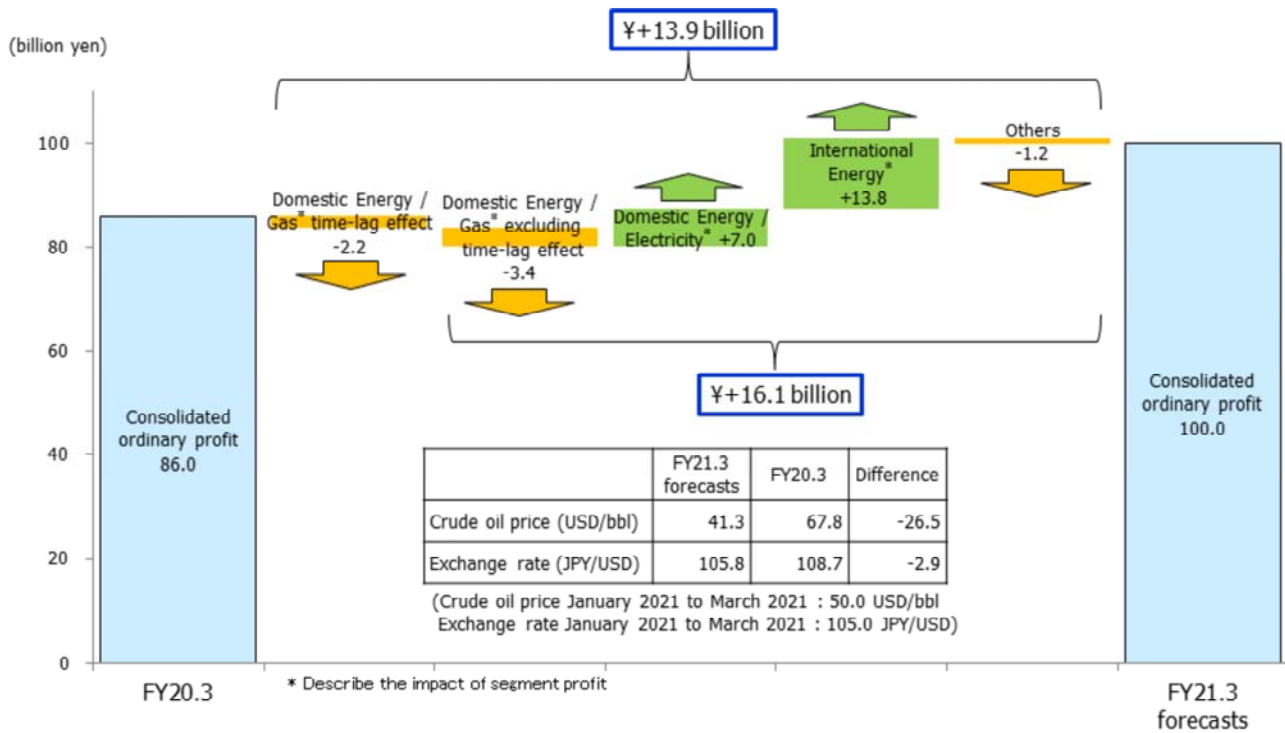 ¥+13.9 billion
(billion yen)
100
80
60
40
20
0
Domestic Energy /
Gas* time-lag effect
-2.2
Domestic Energy /
Gas* excluding
time-lag effect
-3.4
Domestic Energy /
Electricity* +7.0
International
Energy*
+13.8
Others
-1.2
¥+16.1 billion
Consolidated
ordinary profit
86.0
Consolidated
ordinary profit
100.0
FY21.3 forecasts FY20.3 Difference
Crude oil price (USD/bbl) 41.3 67.8 -26.5
Exchange rate (JPY/USD) 105.8 108.7 -2.9
(Crude oil price January 2021 to March 2021 : 50.0 USD/bbl
Exchange rate January 2021 to March 2021 : 105.0 JPY/USD)
FY20.3
* Describe the impact of segment profit
FY21.3
forecasts